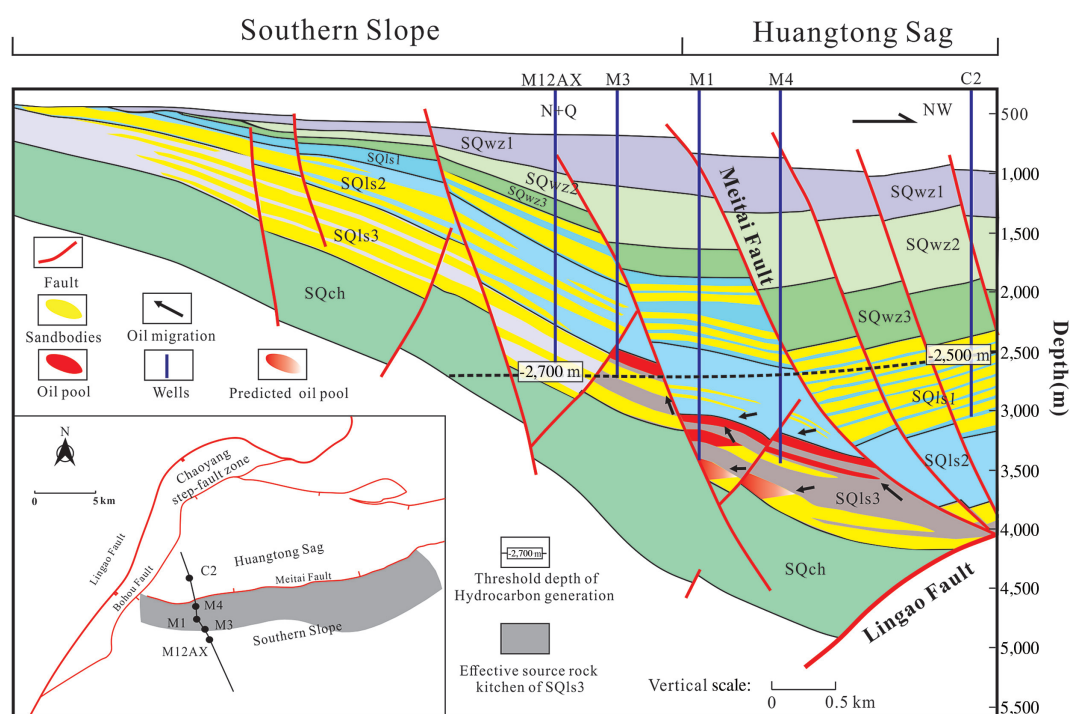 Southern Slope
Huangtong Sag
M12AX
M3
M1
M4
C2
N+Q
NW
500
1,000
1,500
2,000
2,500
3,000
3,500
4,000
4,500
5,000
5,500
Depth(m)
SQwz1
SQwz2
SQwz3
SQls1
SQls2
SQls3
SQch
Meitai Fault
SQwz1
SQwz2
SQwz3
-2,500 m
SQls1
SQls2
SQls3
SQch
-2,700 m
Lingao Fault
Fault
Sandbodies
Oil migration
Oil pool
Wells
Predicted oil pool
N
0
5 km
Chaoyang
step-fault zone
Lingao Fault
Bohou Fault
Huangtong Sag
Meitai Fault
C2
M4
M1
M3
M12AX
Southern Slope
-2,700 m
Threshold depth of
Hydrocarbon generation
Effective source rock
kitchen of SQls3
Vertical scale:
0
0.5 km